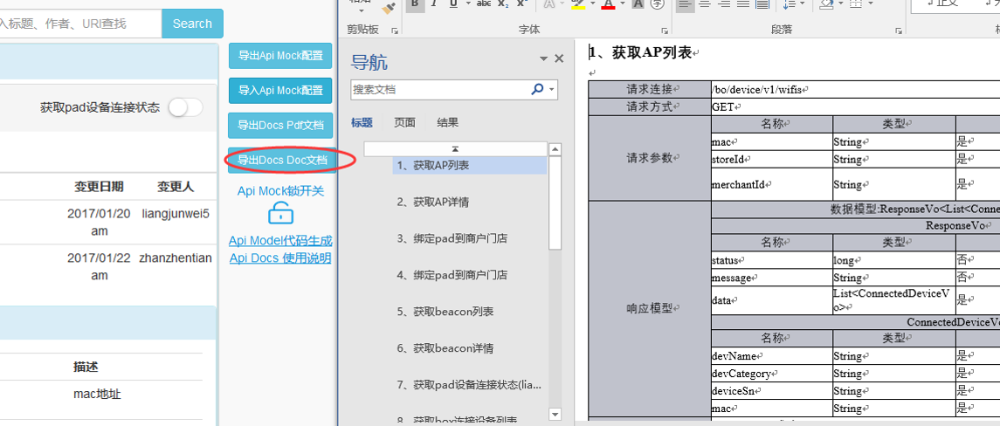 入标题、作者、URI查找
Search
导出Api Mock配置
导入Api Mock配置
导出Docs Pdf文档
导出Docs Doc文档
Api Mock锁开关
Api Model代码生成
Api Docs 使用说明
获取pad设备连接状态
变更日期 变更人
2017/01/20 am liangjunwei5
2017/01/22 am zhanzhentian
描述
mac地址
B I U abc X₂ X²
剪贴板
字体
段落
导航
搜索文档
标题 页面 结果
1、获取AP列表
2、获取AP详情
3、绑定pad到商户门店
4、绑定pad到商户门店
5、获取beacon列表
6、获取beacon详情
7、获取pad设备连接状态(lia...
8、获取box连接设备列表
1、获取AP列表
请求连接 /bo/device/v1/wifis
请求方式 GET
请求参数
名称 类型
mac String 是
storeId String 是
merchantId String 是
响应模型
数据模型:ResponseVo<List<Conne
ResponseVo
名称 类型
status long 否
message String 否
data List<ConnectedDeviceVo> 是
ConnectedDeviceVo
名称 类型
devName String 是
devCategory String 是
deviceSn String 是
mac String 是